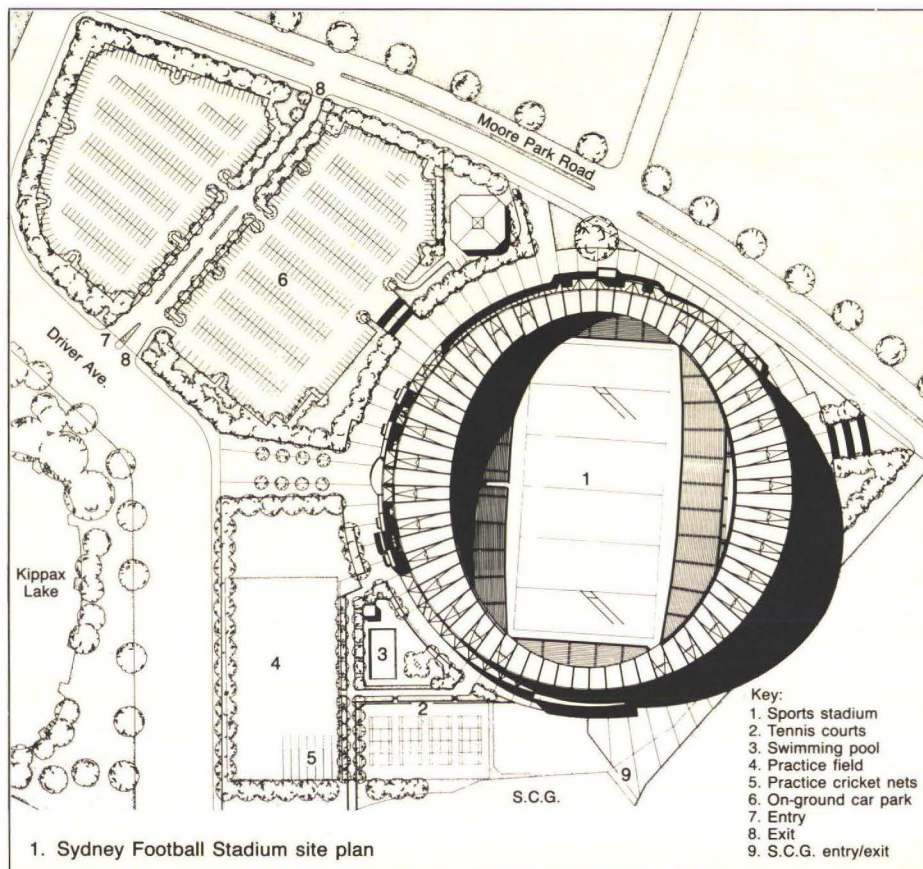 8
Moore Park Road
6
7
8
Driver Ave.
1
Kippax
Lake
4
3
2
5
9
S.C.G.
Key:
1. Sports stadium
2. Tennis courts
3. Swimming pool
4. Practice field
5. Practice cricket nets
6. On-ground car park
7. Entry
8. Exit
9. S.C.G. entry/exit
1. Sydney Football Stadium site plan